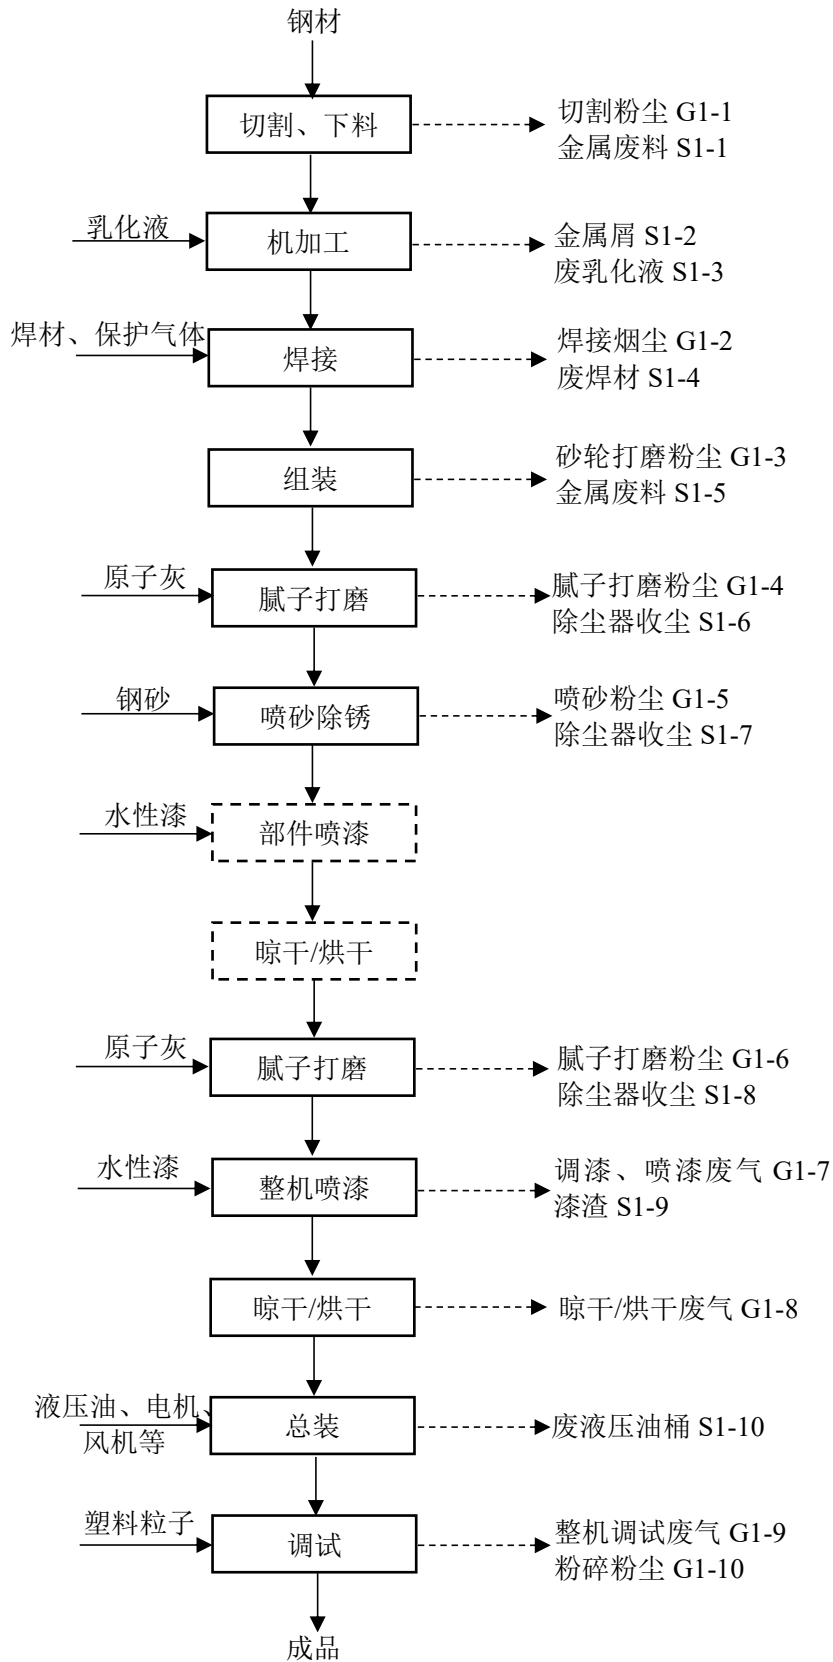 钢材
切割、下料
切割粉尘 G1-1
金属废料 S1-1
乳化液
机加工
金属屑 S1-2
废乳化液 S1-3
焊材、保护气体
焊接
焊接烟尘 G1-2
废焊材 S1-4
组装
砂轮打磨粉尘 G1-3
金属废料 S1-5
原子灰
腻子打磨
腻子打磨粉尘 G1-4
除尘器收尘 S1-6
钢砂
喷砂除锈
喷砂粉尘 G1-5
除尘器收尘 S1-7
水性漆
部件喷漆
晾干/烘干
原子灰
腻子打磨
腻子打磨粉尘 G1-6
除尘器收尘 S1-8
水性漆
整机喷漆
调漆、喷漆废气 G1-7
漆渣 S1-9
晾干/烘干
晾干/烘干废气 G1-8
液压油、电机、
风机等
总装
废液压油桶 S1-10
塑料粒子
调试
整机调试废气 G1-9
粉碎粉尘 G1-10
成品